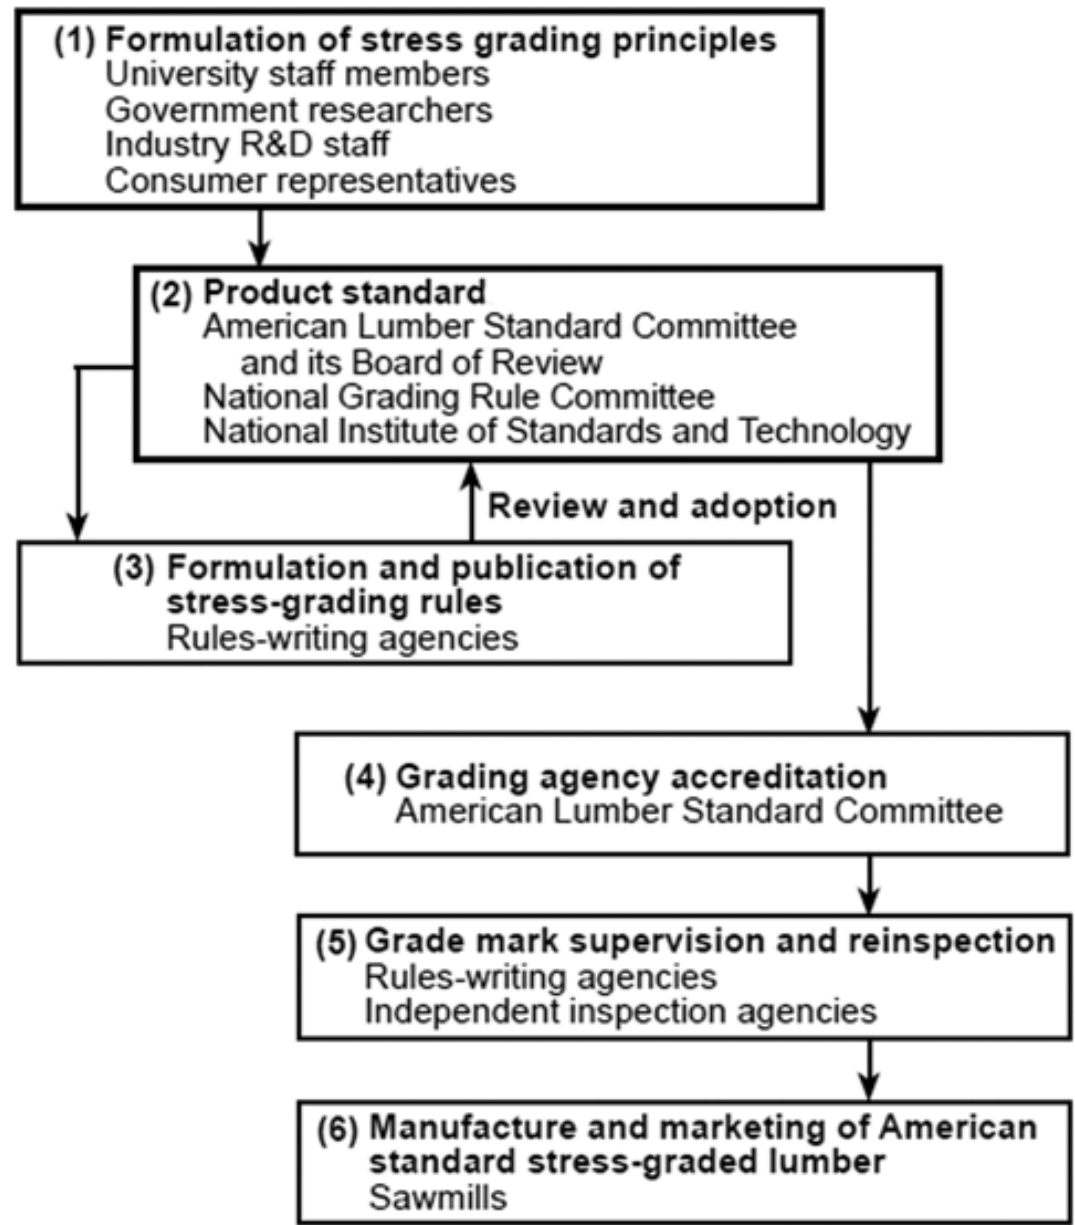 (1) Formulation of stress grading principles
University staff members
Government researchers
Industry R&D staff
Consumer representatives
(2) Product standard
American Lumber Standard Committee
and its Board of Review
National Grading Rule Committee
National Institute of Standards and Technology
Review and adoption
(3) Formulation and publication of
stress-grading rules
Rules-writing agencies
(4) Grading agency accreditation
American Lumber Standard Committee
(5) Grade mark supervision and reinspection
Rules-writing agencies
Independent inspection agencies
(6) Manufacture and marketing of American
standard stress-graded lumber
Sawmills